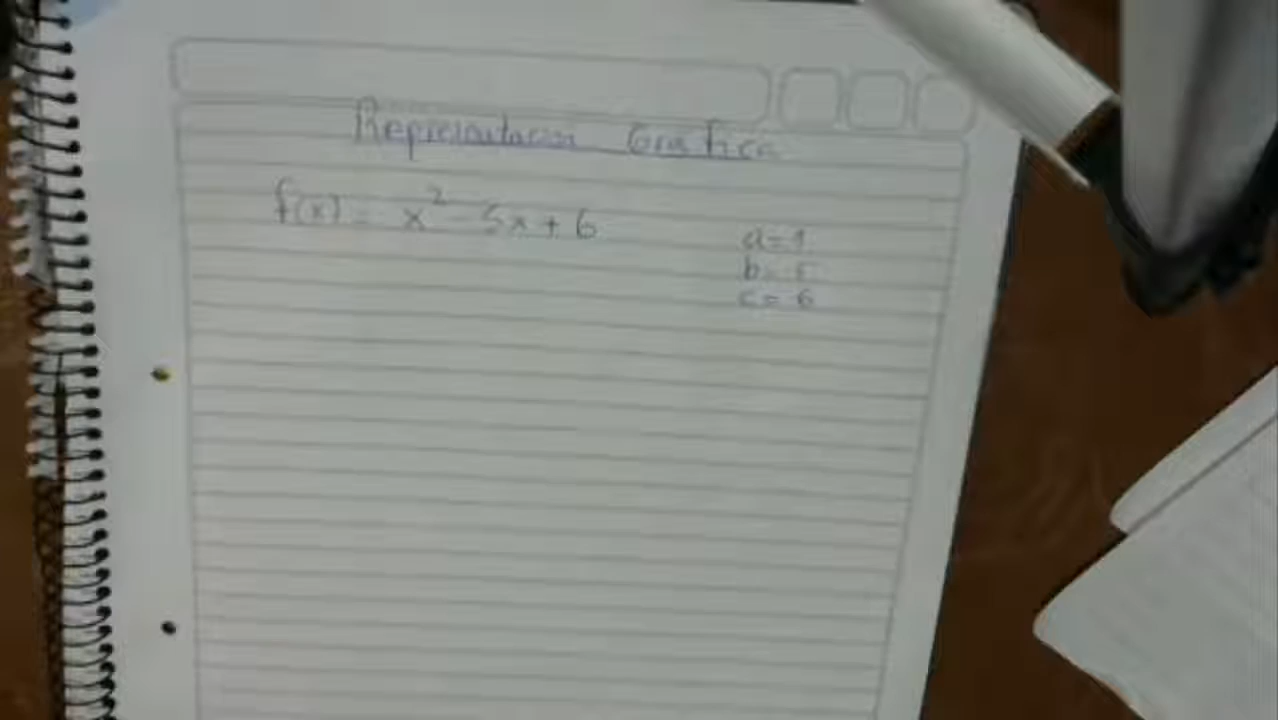 Representacion Grafica
f(x) = x² - 5x + 6
a = 1
b = -5
c = 6